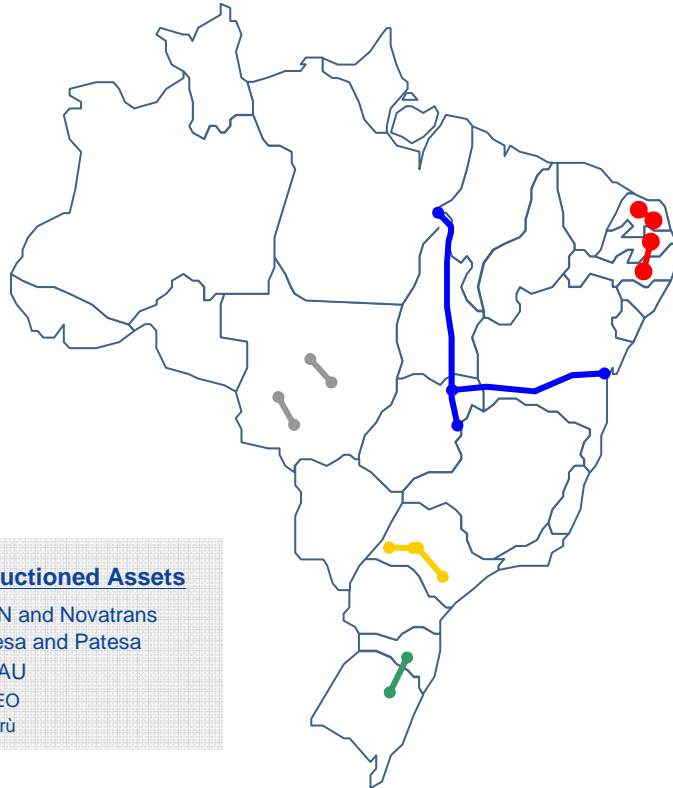 uctioned Assets
N and Novatrans
esa and Patesa
AU
EO
rù